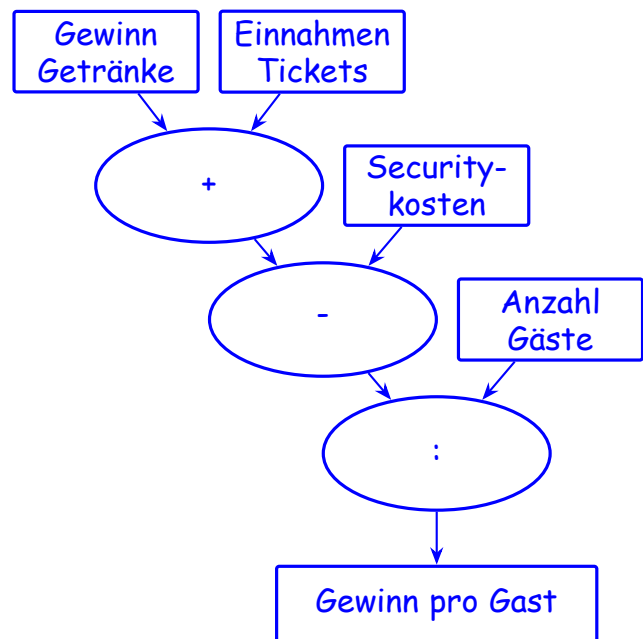 Gewinn
Getränke
Einnahmen
Tickets
+
Security-
kosten
-
Anzahl
Gäste
:
Gewinn pro Gast